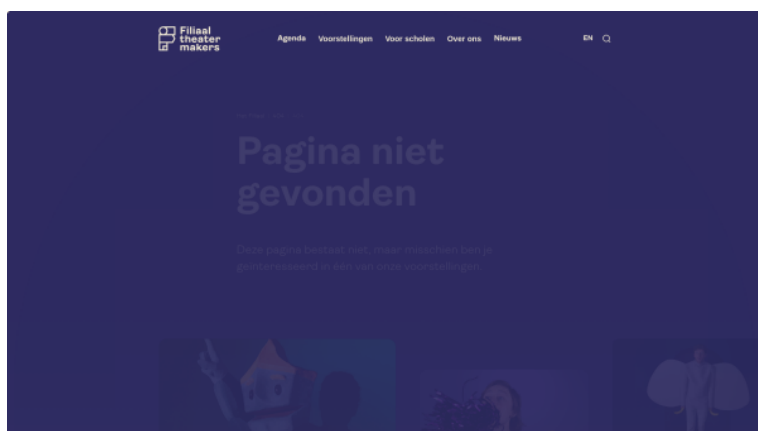 Filiaal
theater
makers
Agenda Voorstellingen Voor scholen Over ons Nieuws
EN
Pagina niet
gevonden
Deze pagina bestaat niet, maar misschien ben je
geïnteresseerd in één van onze voorstellingen